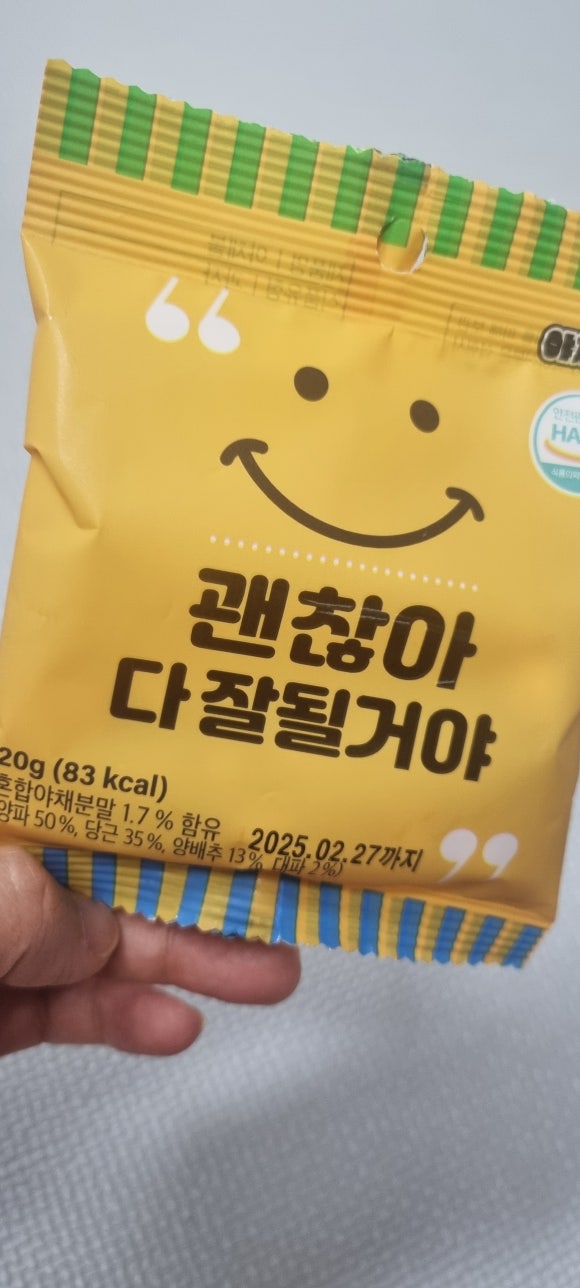 HA
괜찮아
다 잘될거야
20g (83 kcal)
혼합야채분말 1.7 % 함유
양파 50%, 당근 35%, 양배추 13%, 대파 2%)
2025.02.27까지